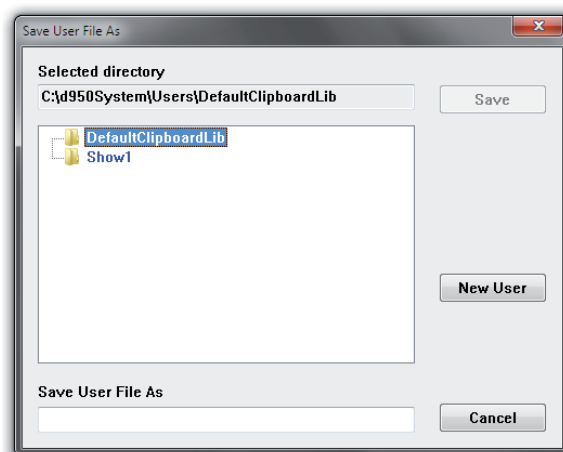 Save User File As
Selected directory
C:\d950System\Users\DefaultClipboardLib
Save
DefaultClipboardLib
Show1
New User
Save User File As
Cancel